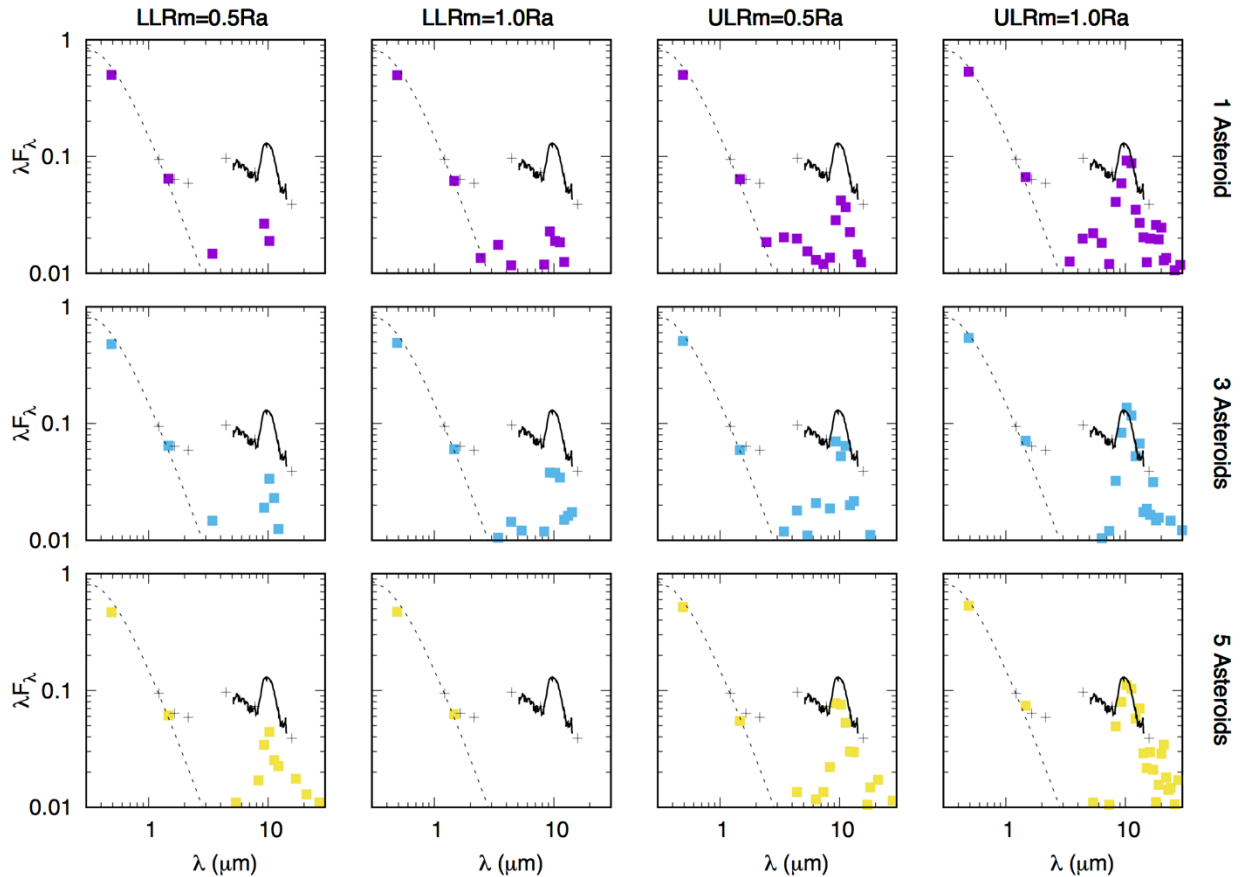 LLRm=0.5Ra LLRm=1.0Ra ULRm=0.5Ra ULRm=1.0Ra
1
0.1
0.01
λFλ
1 Asteroid
1
0.1
0.01
λFλ
3 Asteroids
1
0.1
0.01
λFλ
5 Asteroids
1 10 1 10 1 10 1 10
λ (μm) λ (μm) λ (μm) λ (μm)